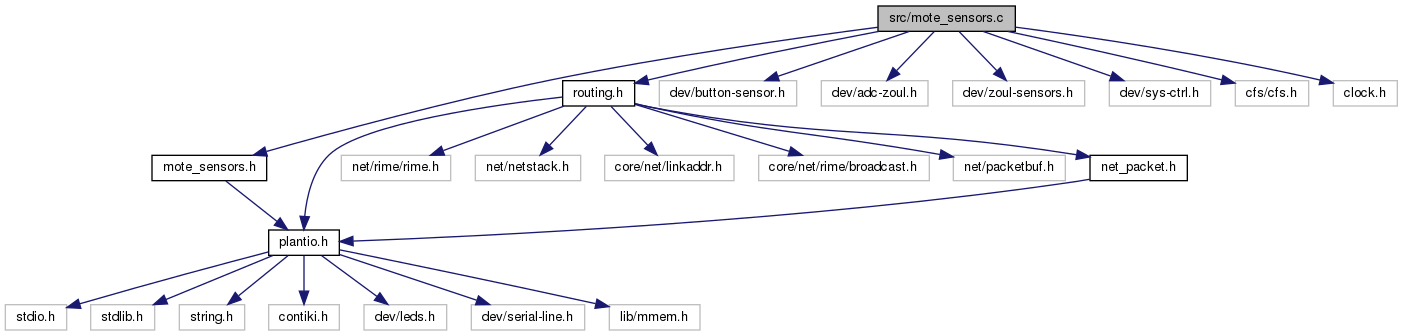 src/mote_sensors.c
routing.h
dev/button-sensor.h
dev/adc-zoul.h
dev/zoul-sensors.h
dev/sys-ctrl.h
cfs/cfs.h
clock.h
mote_sensors.h
net/rime/rime.h
net/netstack.h
core/net/linkaddr.h
core/net/rime/broadcast.h
net/packetbuf.h
net_packet.h
plantio.h
stdio.h
stdlib.h
string.h
contiki.h
dev/leds.h
dev/serial-line.h
lib/mmem.h